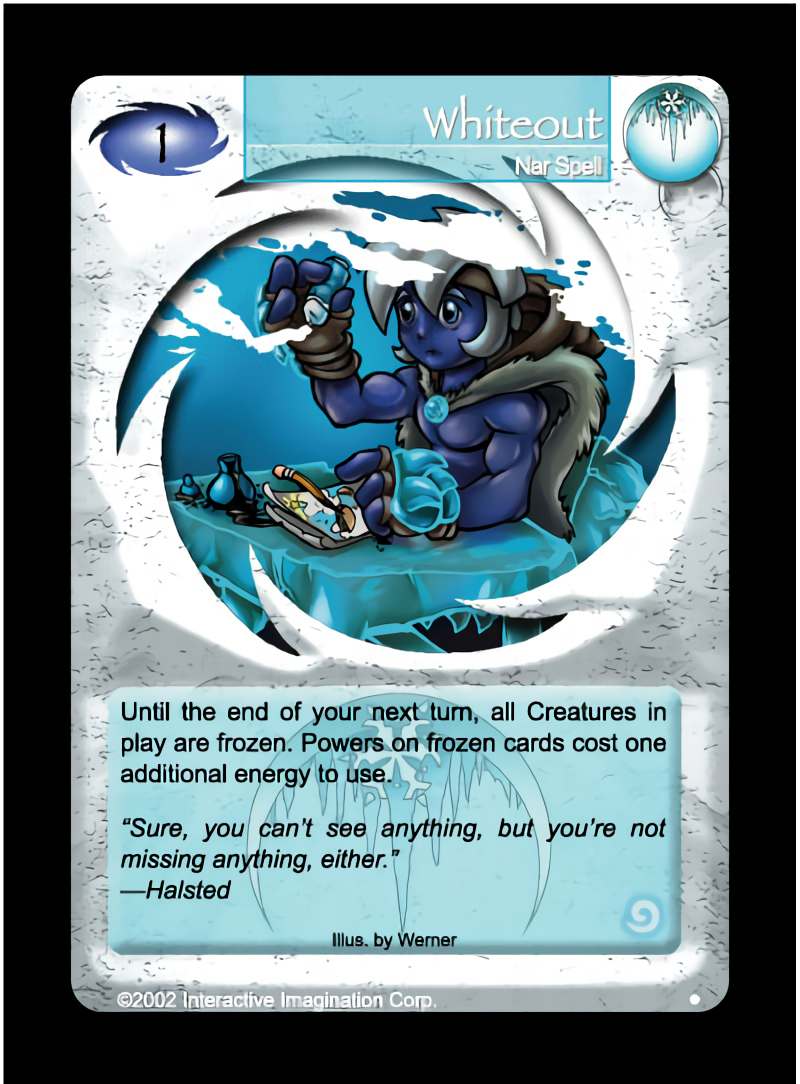 1
Whiteout
Nar Spell
Until the end of your next turn, all Creatures in
play are frozen. Powers on frozen cards cost one
additional energy to use.
“Sure, you can’t see anything, but you’re not
missing anything, either.”
—Halsted
Illus. by Werner
©2002 Interactive Imagination Corp.